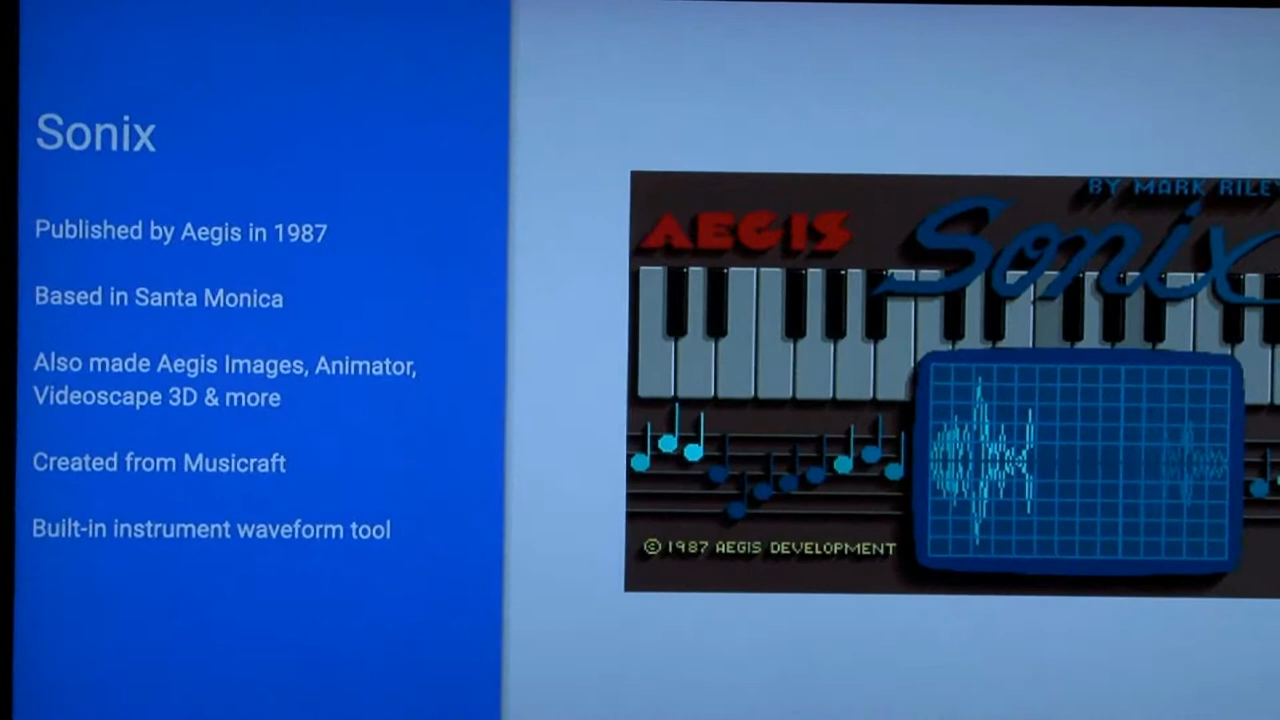 Sonix
Published by Aegis in 1987
Based in Santa Monica
Also made Aegis Images, Animator,
Videoscape 3D & more
Created from Musicraft
Built-in instrument waveform tool
BY MARK RILE
AEGIS
Sonix
© 1987 AEGIS DEVELOPMENT